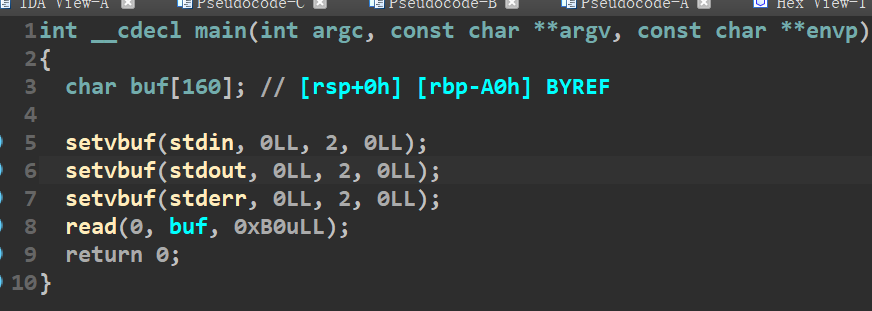 IDA View-A Pseudocode-C Pseudocode-B Pseudocode-A Hex View-1
1 int __cdecl main(int argc, const char **argv, const char **envp)
2 {
3 char buf[160]; // [rsp+0h] [rbp-A0h] BYREF
4
5 setvbuf(stdin, 0LL, 2, 0LL);
6 setvbuf(stdout, 0LL, 2, 0LL);
7 setvbuf(stderr, 0LL, 2, 0LL);
8 read(0, buf, 0xB0uLL);
9 return 0;
10 }